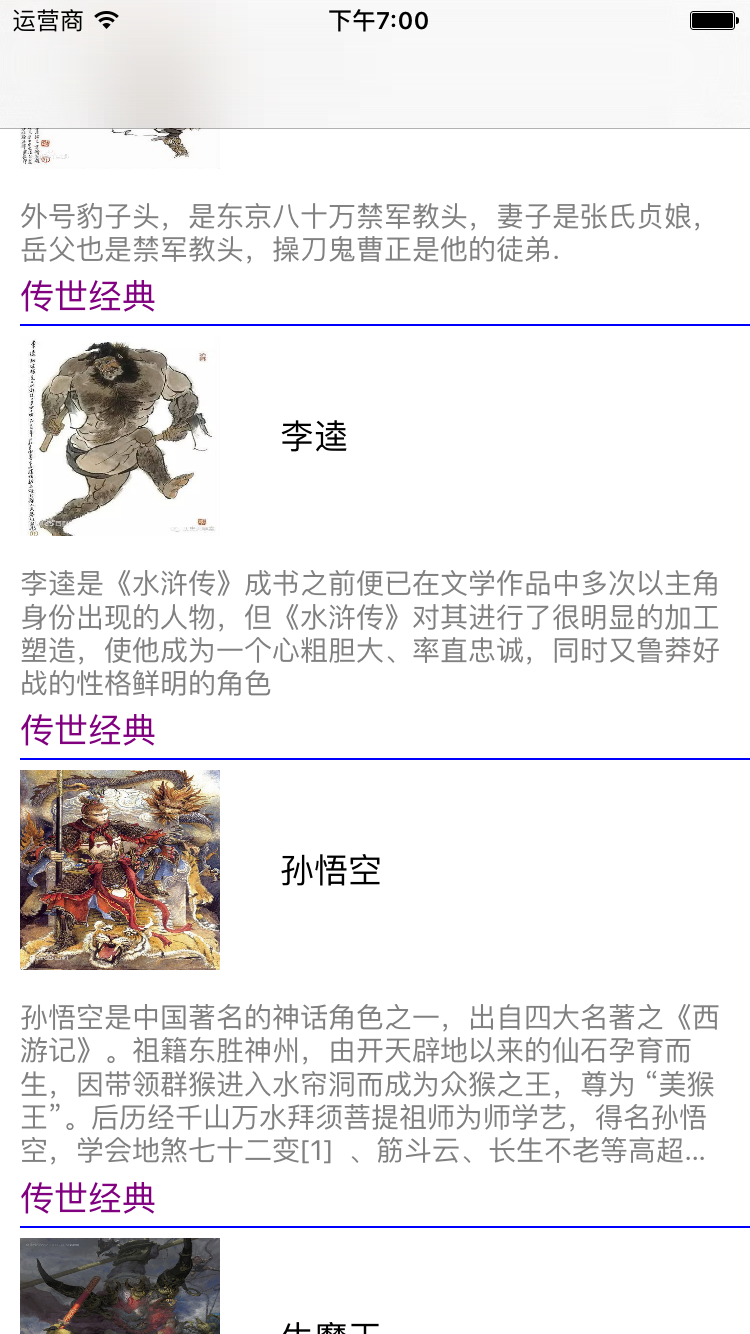 运营商 下午7:00
外号豹子头，是东京八十万禁军教头，妻子是张氏贞娘，
岳父也是禁军教头，操刀鬼曹正是他的徒弟.
传世经典
李逵
李逵是《水浒传》成书之前便已在文学作品中多次以主角
身份出现的人物，但《水浒传》对其进行了很明显的加工
塑造，使他成为一个心粗胆大、率直忠诚，同时又鲁莽好
战的性格鲜明的角色
传世经典
孙悟空
孙悟空是中国著名的神话角色之一，出自四大名著之《西
游记》。祖籍东胜神州，由开天辟地以来的仙石孕育而
生，因带领群猴进入水帘洞而成为众猴之王，尊为 “美猴
王”。后历经千山万水拜须菩提祖师为师学艺，得名孙悟
空，学会地煞七十二变[1] 、筋斗云、长生不老等高超...
传世经典
牛魔王